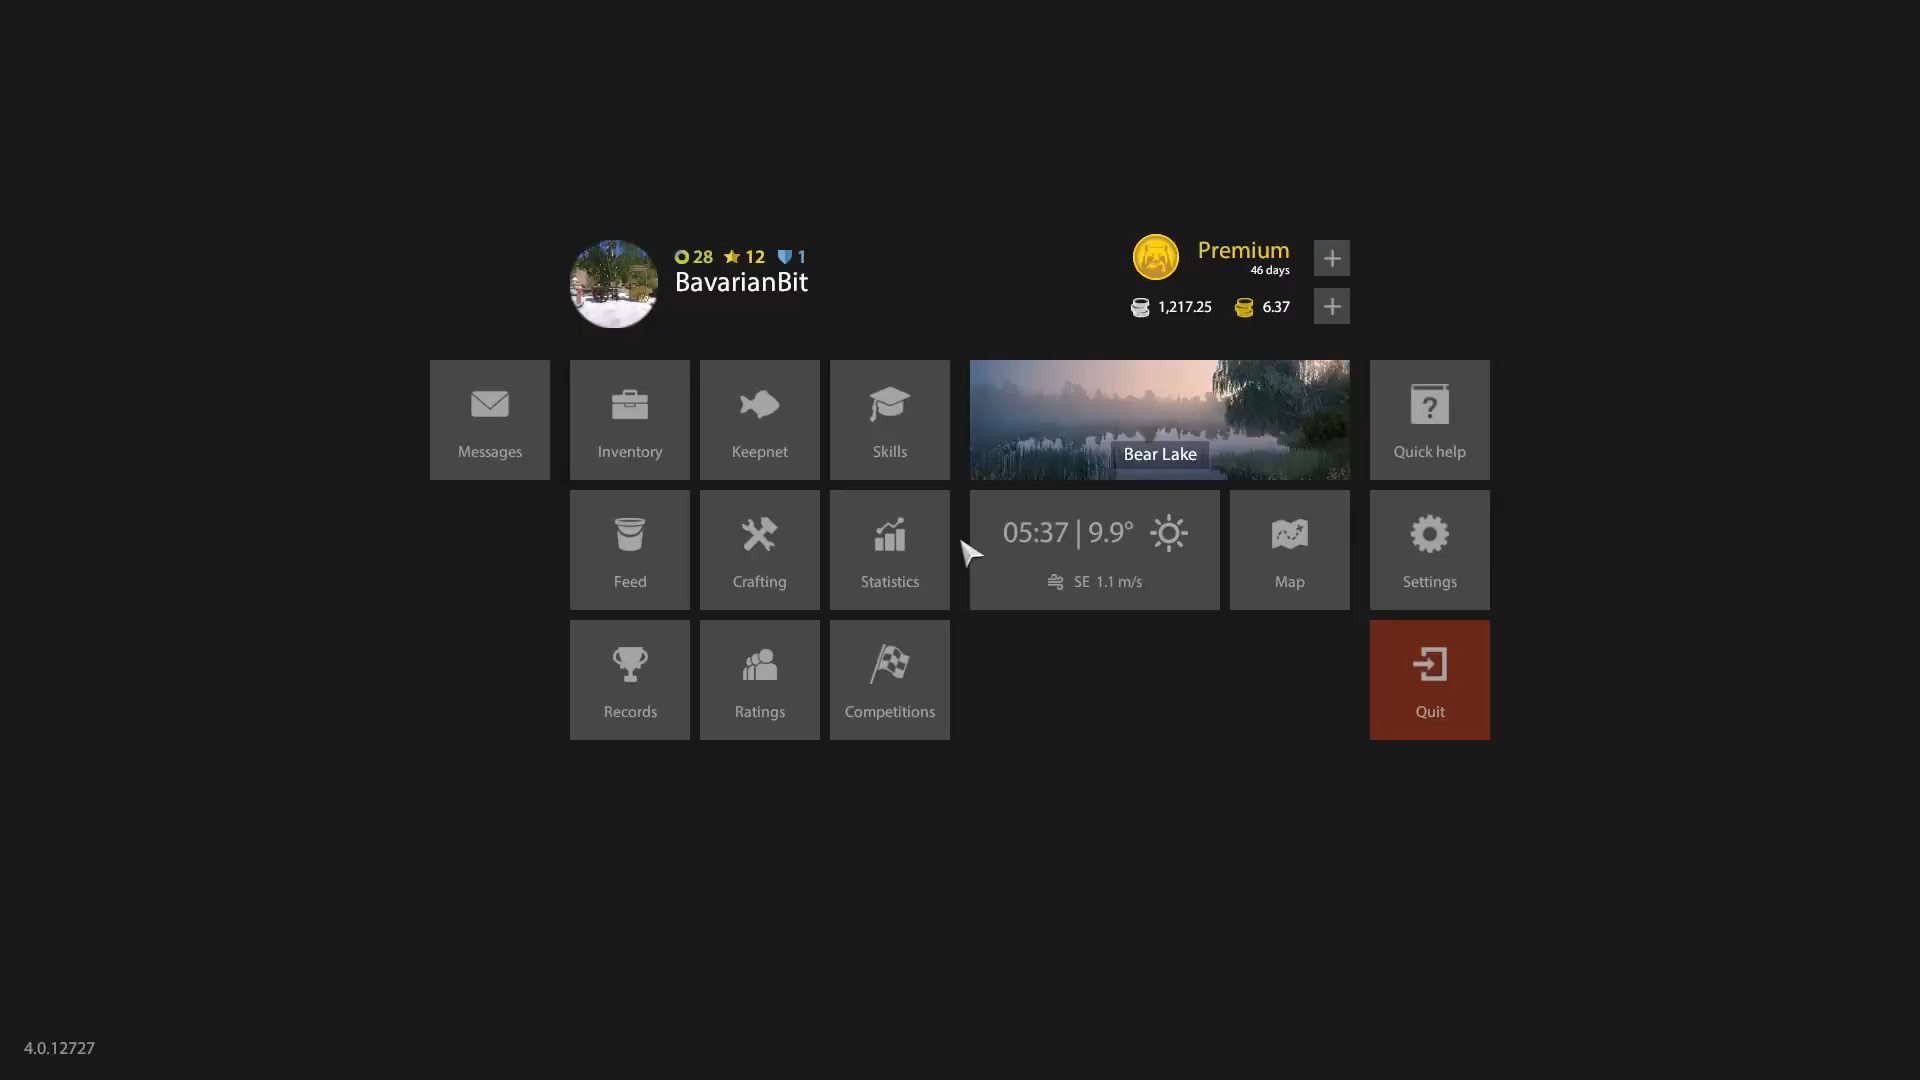 28 12 1
BavarianBit
Premium
46 days
1,217.25 6.37
Messages
Inventory
Keepnet
Skills
Bear Lake
Quick help
Feed
Crafting
Statistics
05:37 | 9.9°
SE 1.1 m/s
Map
Settings
Records
Ratings
Competitions
Quit
4.0.12727